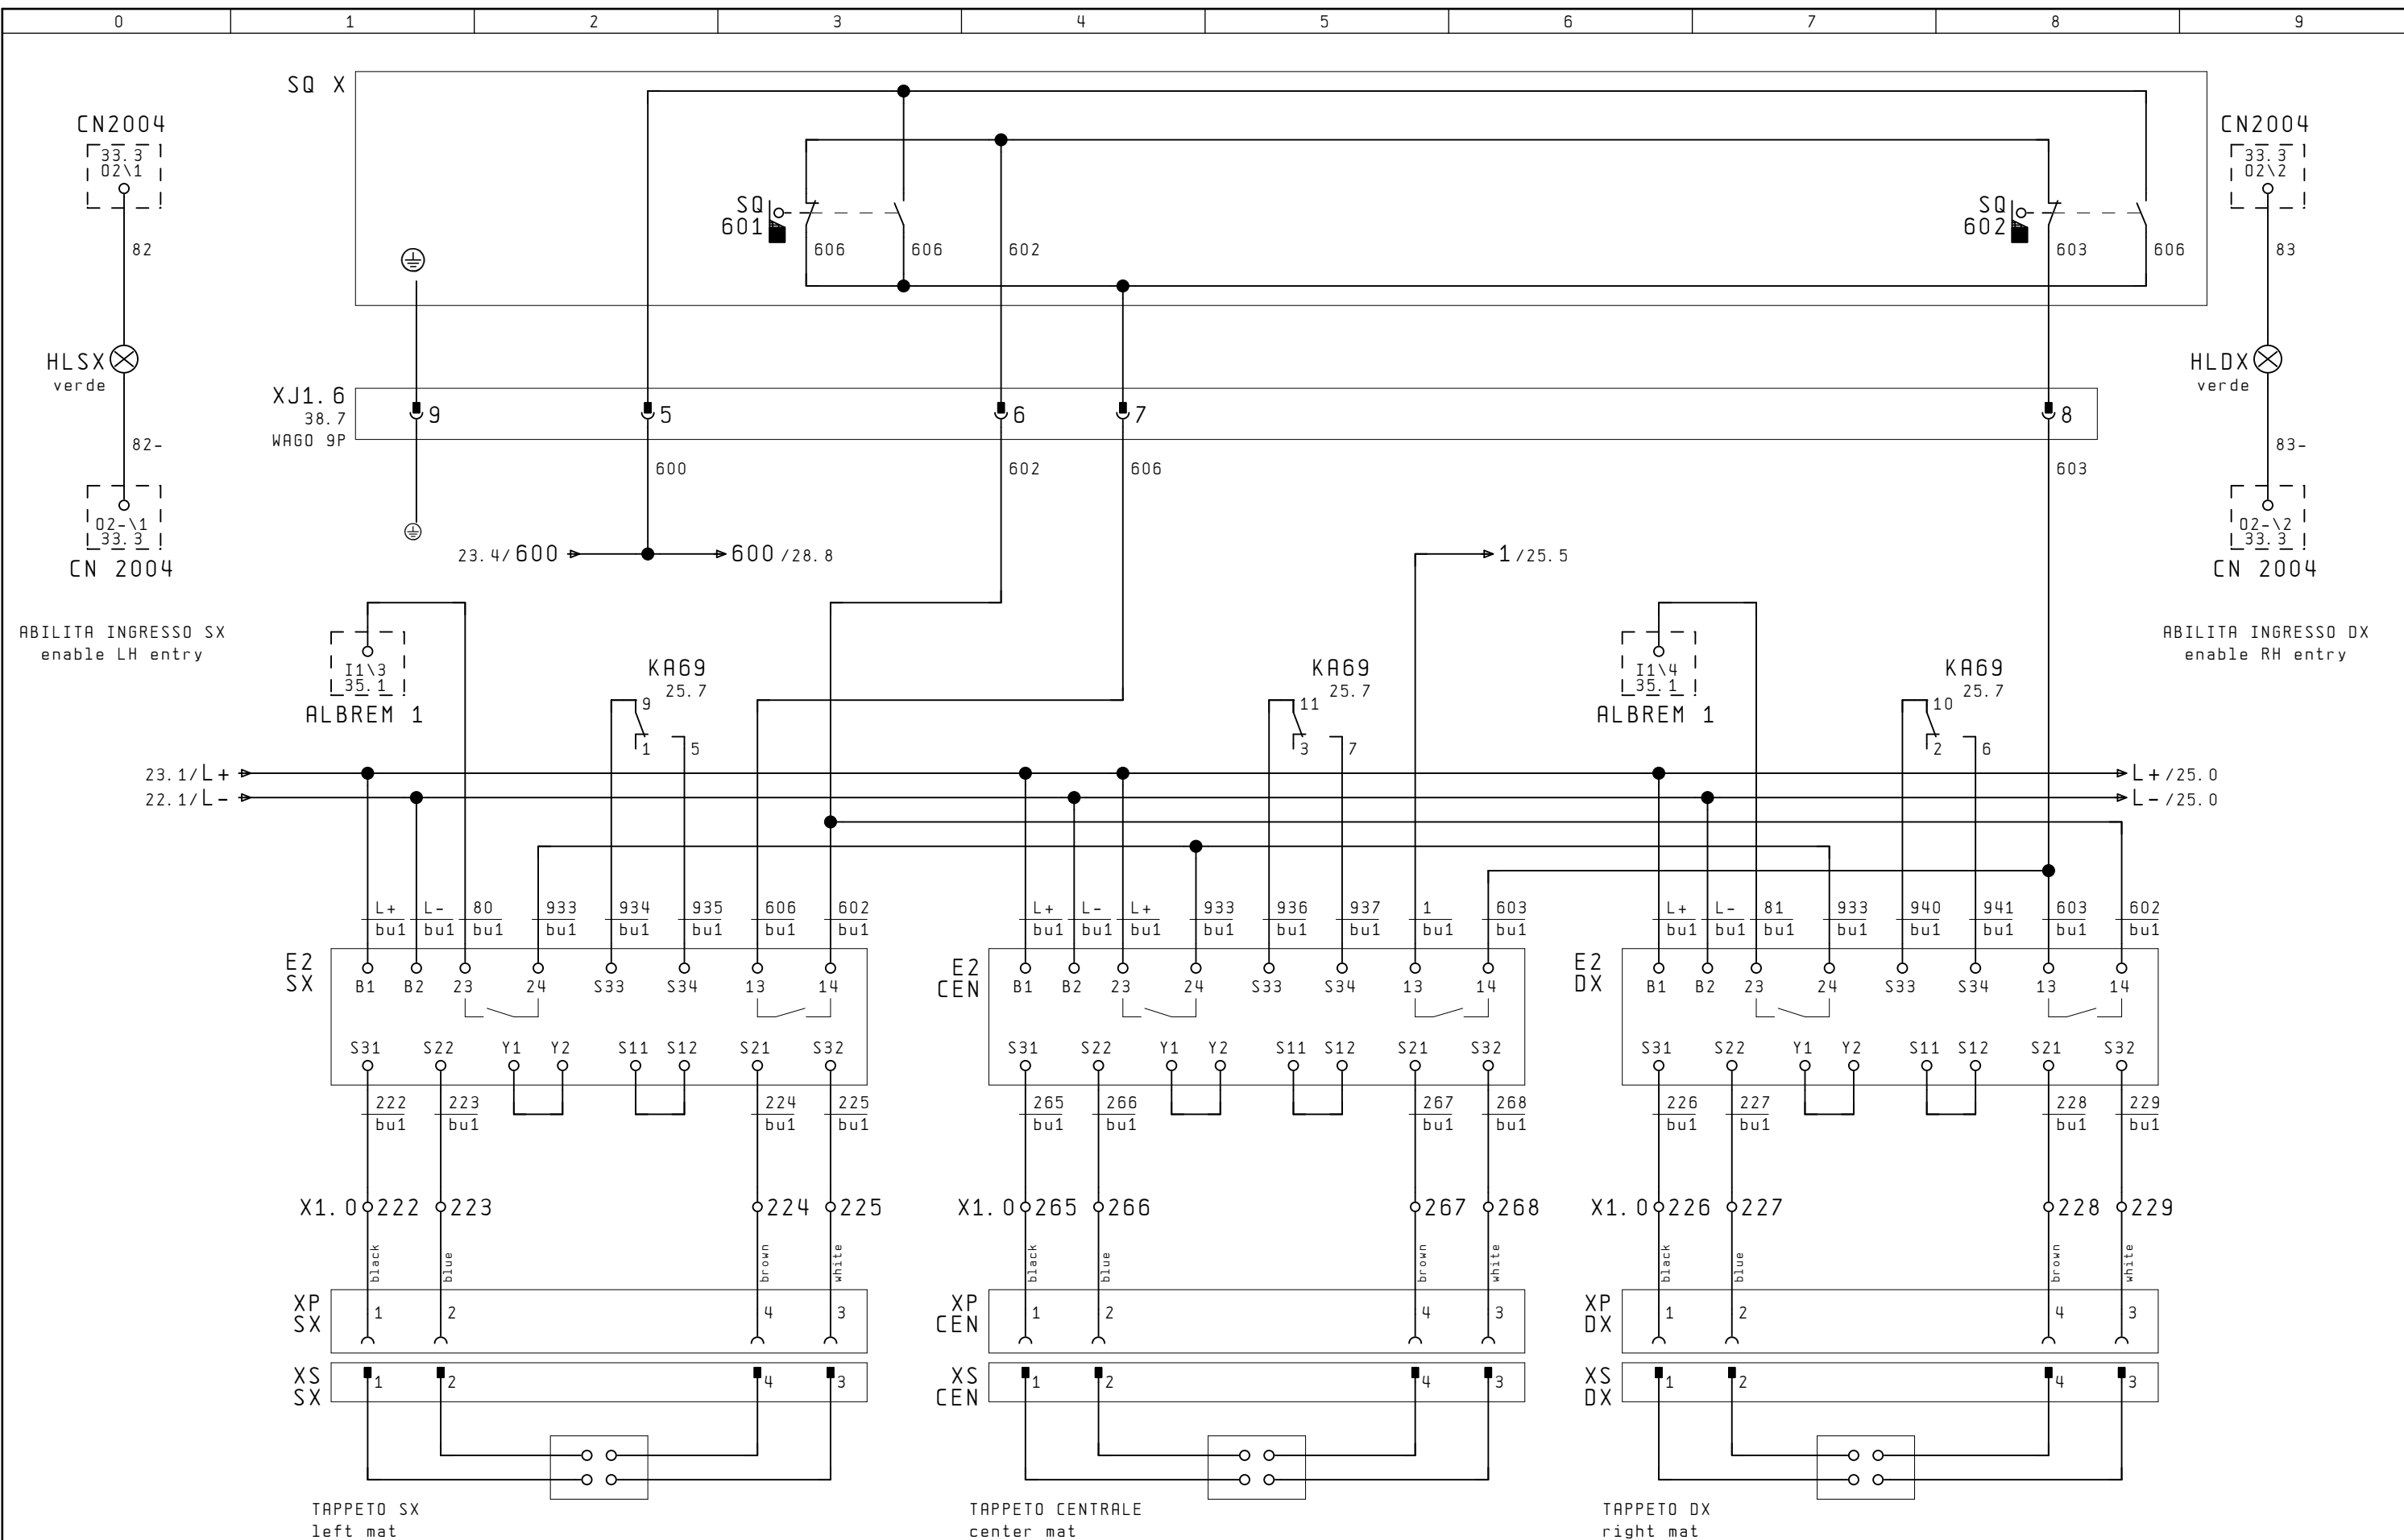 0 1 2 3 4 5 6 7 8 9
SQ X
CN2004
33.3
O2\1
82
HLSX
verde
82-
O2-\1
33.3
CN 2004
ABILITA INGRESSO SX
enable LH entry
CN2004
33.3
O2\2
83
HLDX
verde
83-
O2-\2
33.3
CN 2004
ABILITA INGRESSO DX
enable RH entry
SQ
601
606 606 602
SQ
602
603 606
XJ1.6
38.7
WAGO 9P
9 5 6 7 8
600 602 606 603
23.4/600 600/28.8 1/25.5
I1\3
35.1
ALBREM 1
KA69
25.7
9
1 5
KA69
25.7
11
3 7
I1\4
35.1
ALBREM 1
KA69
25.7
10
2 6
23.1/L+ L+/25.0
22.1/L- L-/25.0
L+ L- 80 933 934 935 606 602 L+ L- L+ 933 936 937 1 603 L+ L- 81 933 940 941 603 602
bu1 bu1 bu1 bu1 bu1 bu1 bu1 bu1 bu1 bu1 bu1 bu1 bu1 bu1 bu1 bu1 bu1 bu1 bu1 bu1 bu1 bu1 bu1 bu1
E2
SX
B1 B2 23 24 S33 S34 13 14
S31 S22 Y1 Y2 S11 S12 S21 S32
E2
CEN
B1 B2 23 24 S33 S34 13 14
S31 S22 Y1 Y2 S11 S12 S21 S32
E2
DX
B1 B2 23 24 S33 S34 13 14
S31 S22 Y1 Y2 S11 S12 S21 S32
222 223 224 225 265 266 267 268 226 227 228 229
bu1 bu1 bu1 bu1 bu1 bu1 bu1 bu1 bu1 bu1 bu1 bu1
X1.0 222 223 224 225 X1.0 265 266 267 268 X1.0 226 227 228 229
black blue brown white black blue brown white black blue brown white
XP
SX
1 2 4 3
XP
CEN
1 2 4 3
XP
DX
1 2 4 3
XS
SX
1 2 4 3
XS
CEN
1 2 4 3
XS
DX
1 2 4 3
TAPPETO SX
left mat
TAPPETO CENTRALE
center mat
TAPPETO DX
right mat